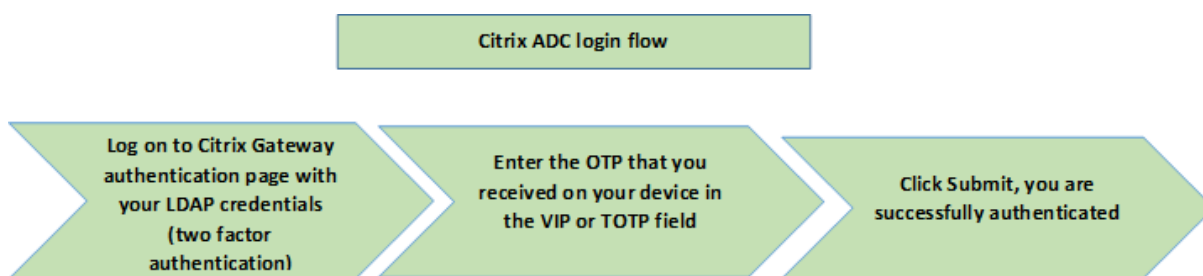 Citrix ADC login flow
Log on to Citrix Gateway
authentication page with
your LDAP credentials
(two factor
authentication)
Enter the OTP that you
received on your device in
the VIP or TOTP field
Click Submit, you are
successfully authenticated